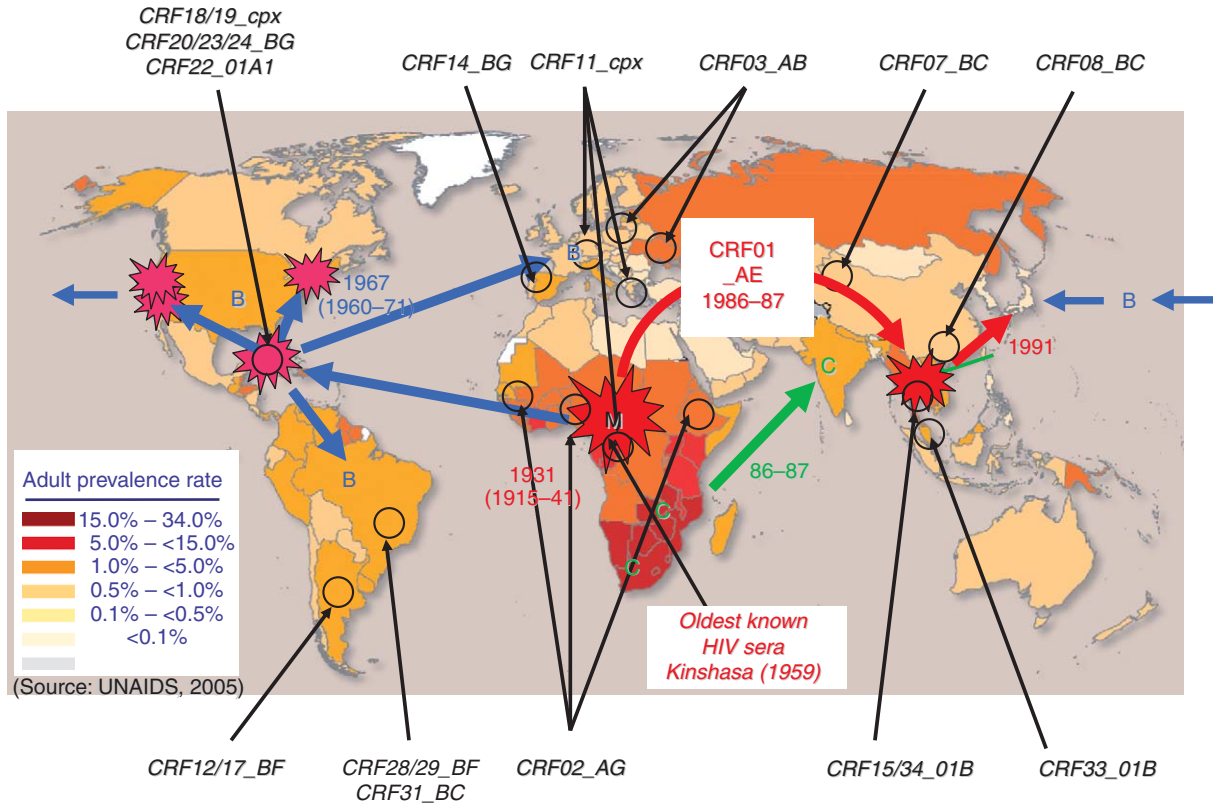 CRF18/19_cpx
CRF20/23/24_BG
CRF22_01A1
CRF14_BG
CRF11_cpx
CRF03_AB
CRF07_BC
CRF08_BC
CRF01
_AE
1986–87
B
B
1967
(1960–71)
B
1991
C
M
B
1931
(1915–41)
86–87
C
C
Adult prevalence rate
15.0% – 34.0%
5.0% – <15.0%
1.0% – <5.0%
0.5% – <1.0%
0.1% – <0.5%
<0.1%
(Source: UNAIDS, 2005)
Oldest known
HIV sera
Kinshasa (1959)
CRF12/17_BF
CRF28/29_BF
CRF31_BC
CRF02_AG
CRF15/34_01B
CRF33_01B